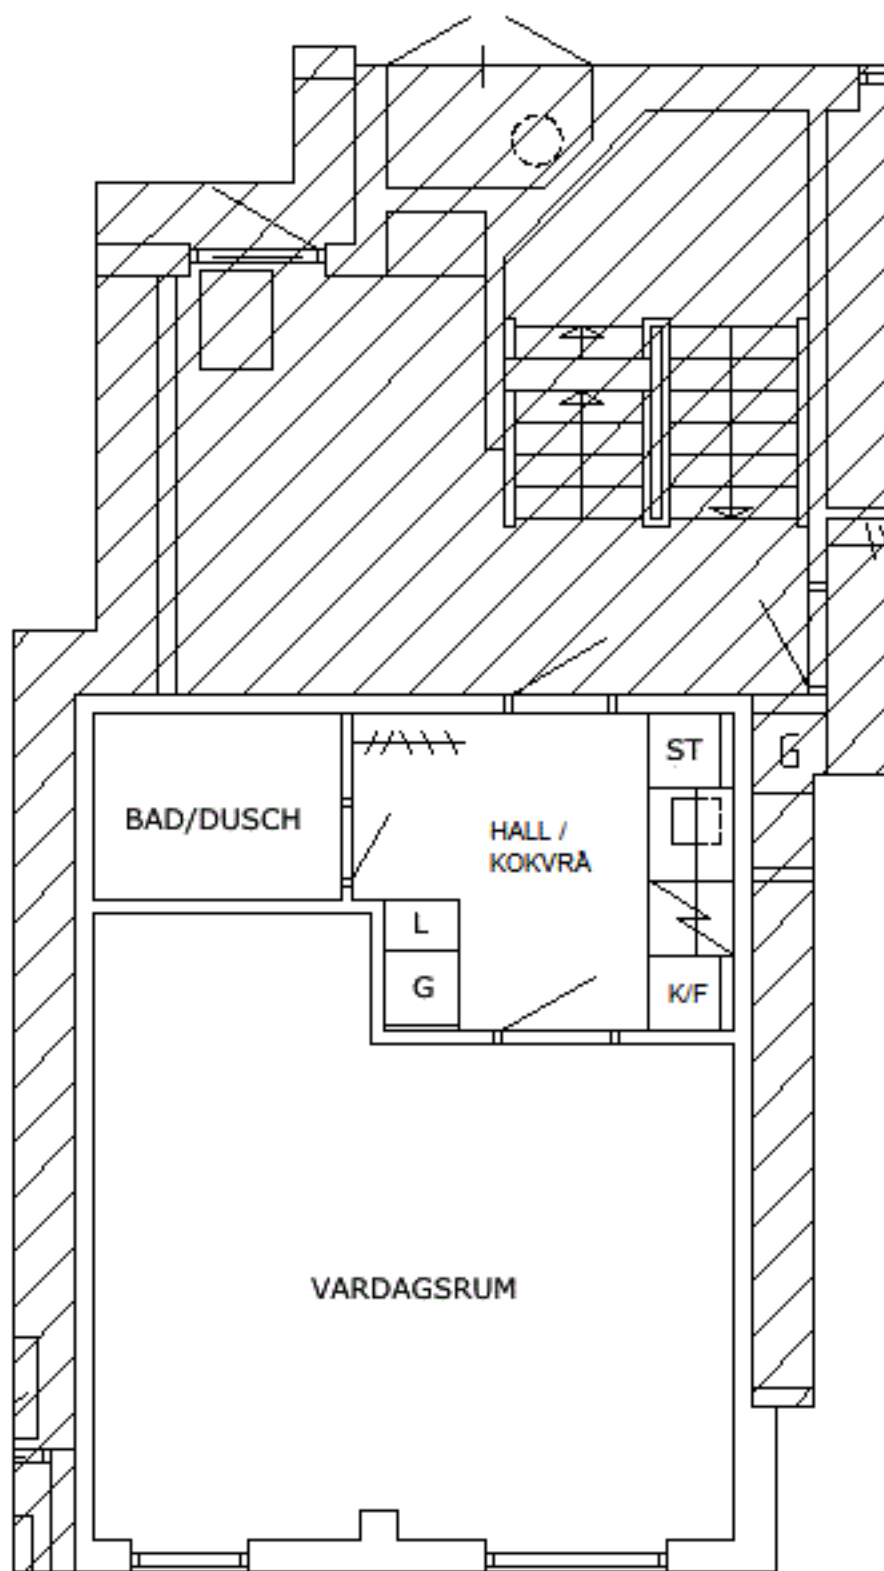 ST
G
BAD/DUSCH
HALL /
KOKVRÅ
L
G
K/F
VARDAGSRUM